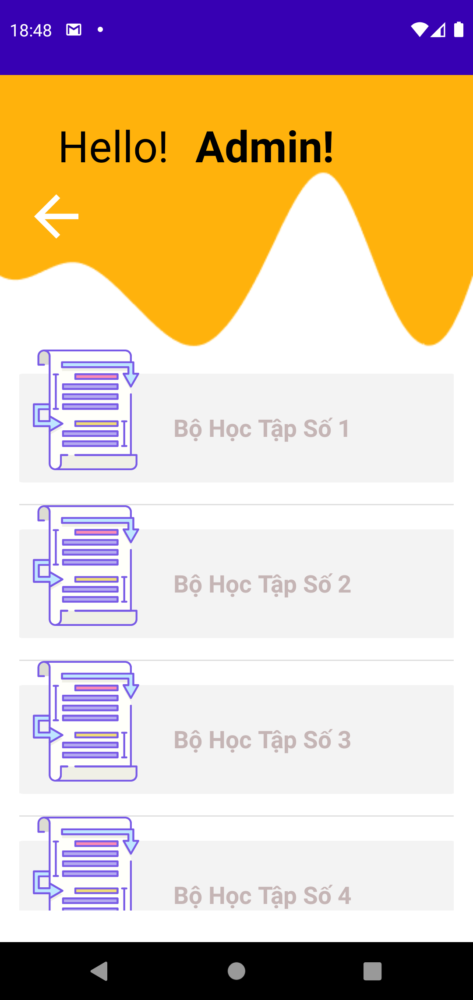 18:48
Hello! Admin!
Bộ Học Tập Số 1
Bộ Học Tập Số 2
Bộ Học Tập Số 3
Bộ Học Tập Số 4